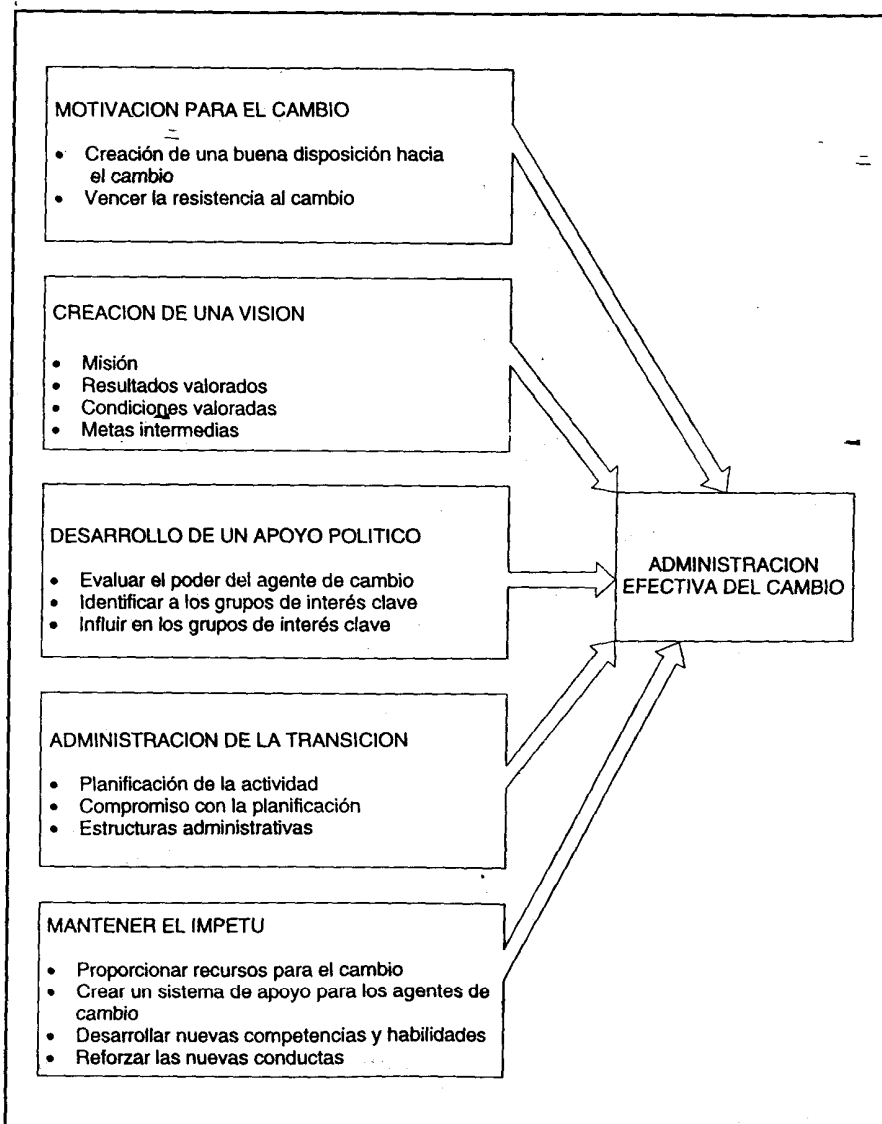 MOTIVACION PARA EL CAMBIO
• Creación de una buena disposición hacia
el cambio
• Vencer la resistencia al cambio
CREACION DE UNA VISION
• Misión
• Resultados valorados
• Condiciones valoradas
• Metas intermedias
DESARROLLO DE UN APOYO POLITICO
• Evaluar el poder del agente de cambio
• Identificar a los grupos de interés clave
• Influir en los grupos de interés clave
ADMINISTRACION DE LA TRANSICION
• Planificación de la actividad
• Compromiso con la planificación
• Estructuras administrativas
MANTENER EL IMPETU
• Proporcionar recursos para el cambio
• Crear un sistema de apoyo para los agentes de
cambio
• Desarrollar nuevas competencias y habilidades
• Reforzar las nuevas conductas
ADMINISTRACION
EFECTIVA DEL CAMBIO